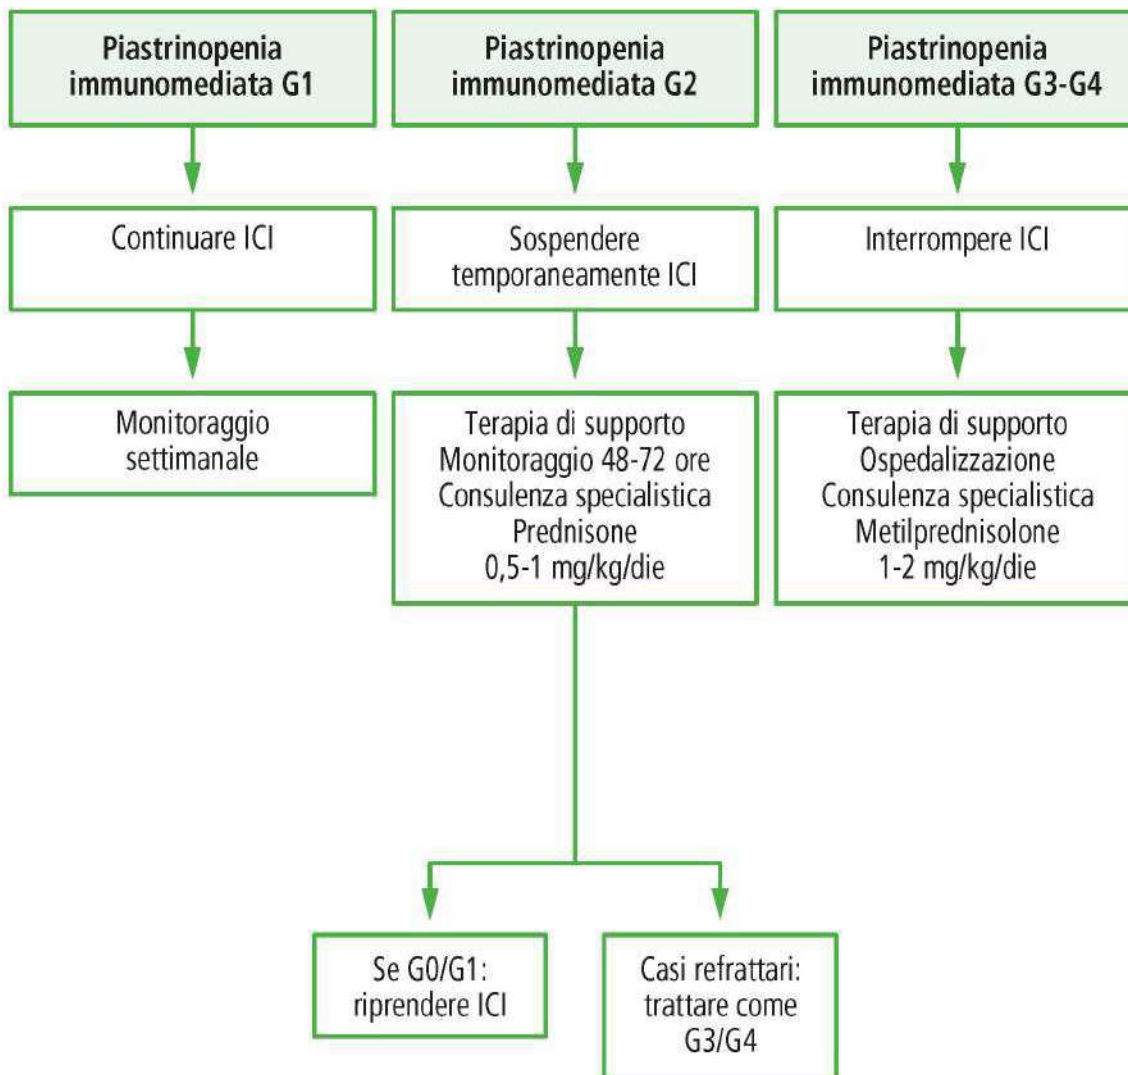 Piastrinopenia
immunomediata G1
Piastrinopenia
immunomediata G2
Piastrinopenia
immunomediata G3-G4
Continuare ICI
Sospendere
temporaneamente ICI
Interrompere ICI
Monitoraggio
settimanale
Terapia di supporto
Monitoraggio 48-72 ore
Consulenza specialistica
Prednisone
0,5-1 mg/kg/die
Terapia di supporto
Ospedalizzazione
Consulenza specialistica
Metilprednisolone
1-2 mg/kg/die
Se G0/G1:
riprendere ICI
Casi refrattari:
trattare come
G3/G4